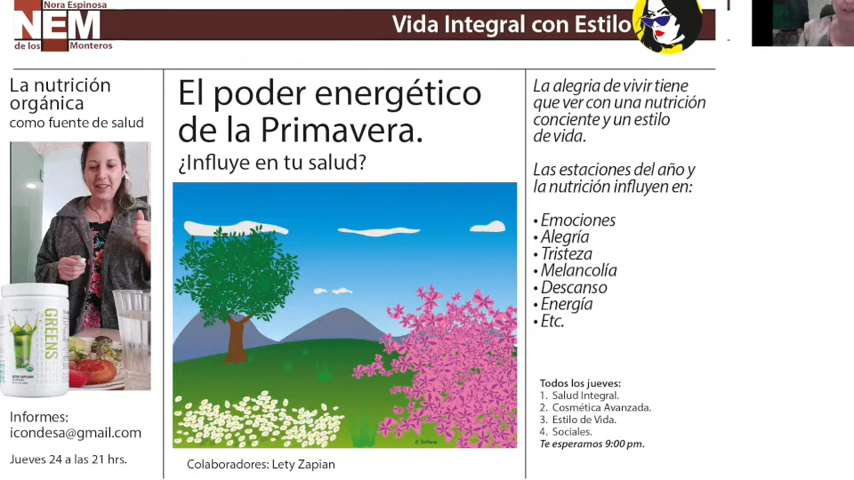 Nora Espinosa
NEM
de los Monteros
Vida Integral con Estilo
La nutrición
orgánica
como fuente de salud
GREENS
Informes:
icondesa@gmail.com
Jueves 24 a las 21 hrs.
El poder energético
de la Primavera.
¿Influye en tu salud?
Colaboradores: Lety Zapian
La alegria de vivir tiene
que ver con una nutrición
conciente y un estilo
de vida.
Las estaciones del año y
la nutrición influyen en:
• Emociones
• Alegría
• Tristeza
• Melancolía
• Descanso
• Energía
• Etc.
Todos los jueves:
1. Salud Integral.
2. Cosmética Avanzada.
3. Estilo de Vida.
4. Sociales.
Te esperamos 9:00 pm.